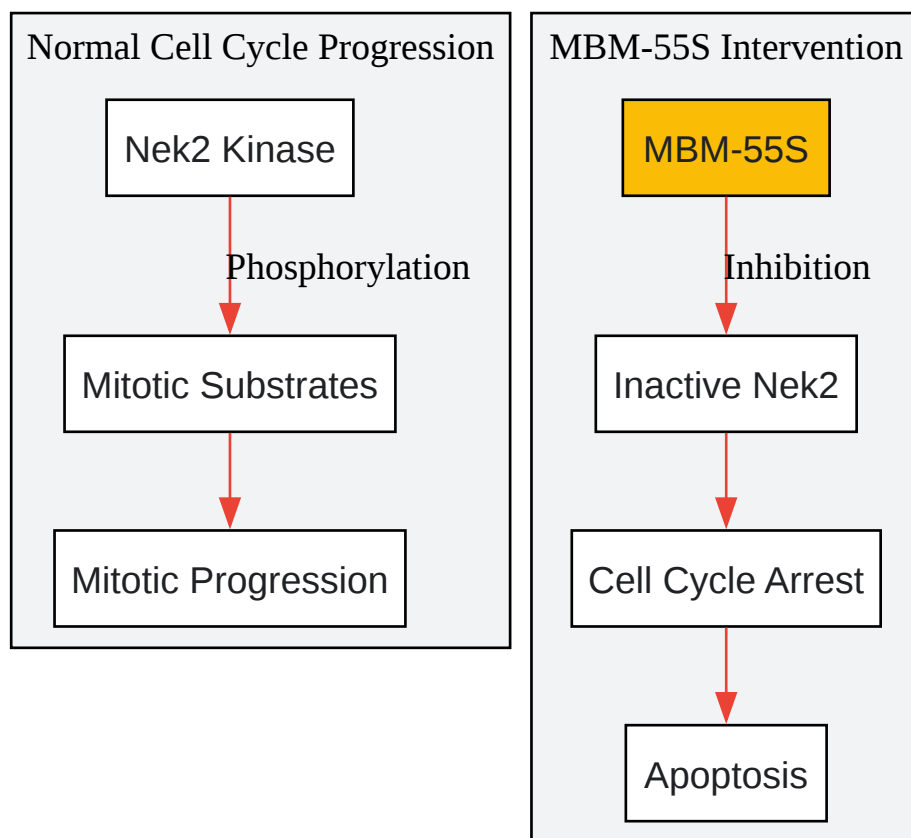 Normal Cell Cycle Progression
Nek2 Kinase
Phosphorylation
Mitotic Substrates
Mitotic Progression
MBM-55S Intervention
MBM-55S
Inhibition
Inactive Nek2
Cell Cycle Arrest
Apoptosis